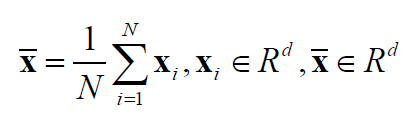 x̄ = 1/N ∑_{i=1}^{N} x_i, x_i ∈ R^d, x̄ ∈ R^d